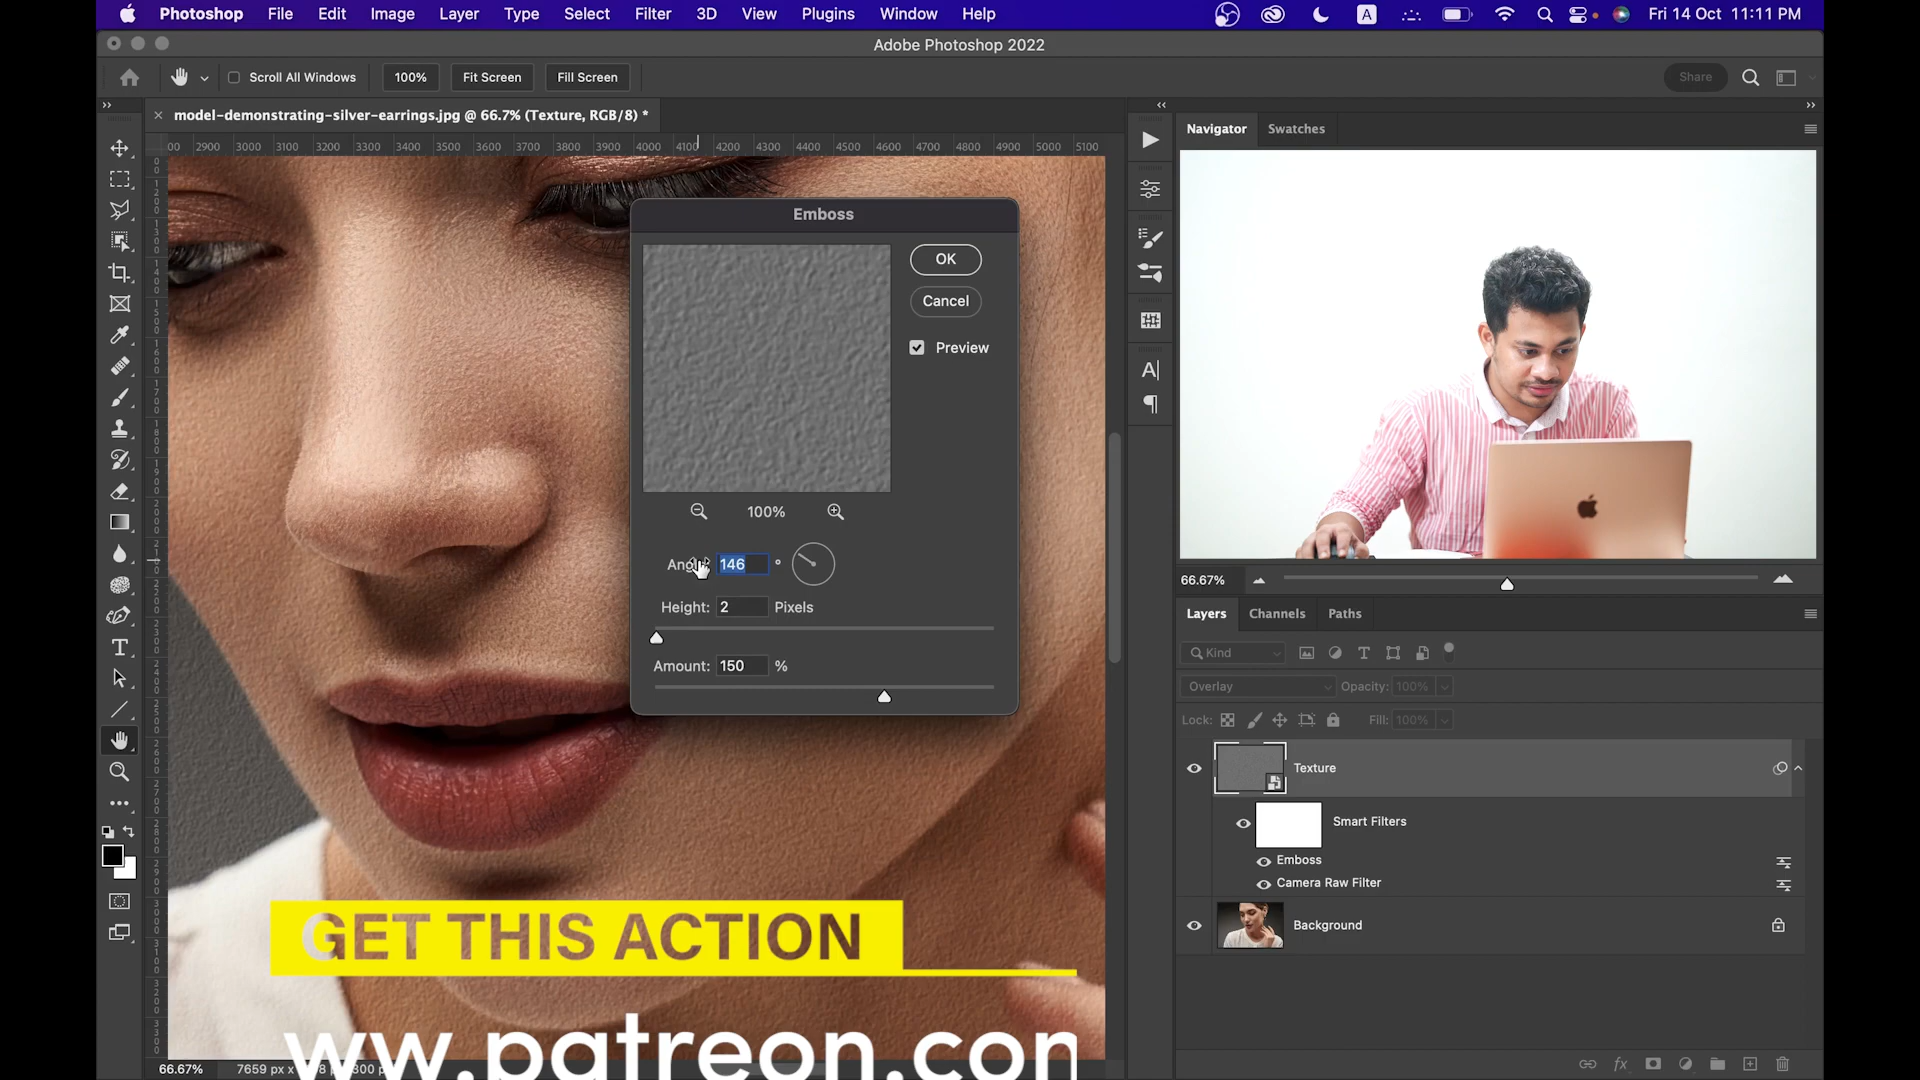 Photoshop File Edit Image Layer Type Select Filter 3D View Plugins Window Help A Fri 14 Oct 11:11 PM
Adobe Photoshop 2022
Scroll All Windows 100% Fit Screen Fill Screen Share
model-demonstrating-silver-earrings.jpg @ 66.7% (Texture, RGB/8) *
00 2900 3000 3100 3200 3300 3400 3500 3600 3700 3800 3900 4000 4100 4200 4300 4400 4500 4600 4700 4800 4900 5000 5100
Navigator Swatches
Emboss
OK
Cancel
Preview
100%
146 °
Height: 2 Pixels
Amount: 150 %
66.67%
Layers Channels Paths
Kind
Overlay Opacity: 100%
Lock: Fill: 100%
Texture
Smart Filters
Emboss
Camera Raw Filter
Background
GET THIS ACTION
ww.patreon.con
66.67% 7659 px